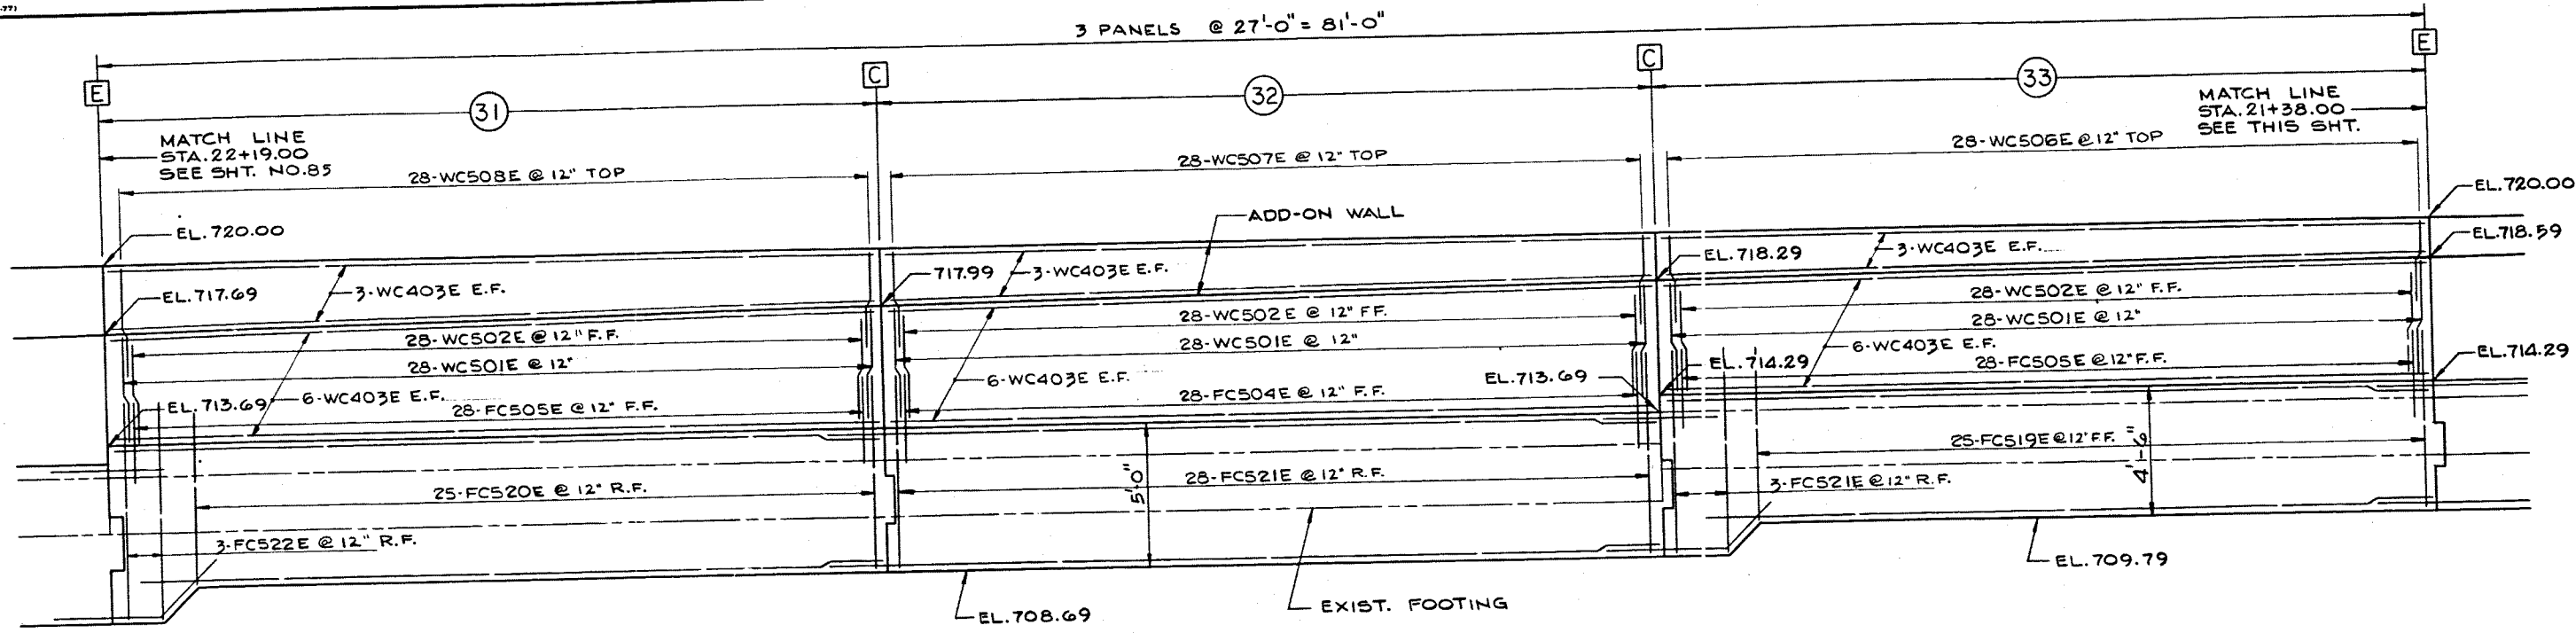 .77)
3 PANELS @ 27'-0" = 81'-0"
E
C
C
E
31
32
33
MATCH LINE
STA.22+19.00
SEE SHT. NO.85
MATCH LINE
STA.21+38.00
SEE THIS SHT.
28-WC508E @ 12" TOP
28-WC507E @ 12" TOP
28-WC506E @ 12" TOP
ADD-ON WALL
EL.720.00
EL.720.00
EL.717.69
717.99
EL.718.29
EL.718.59
3-WC403E E.F.
3-WC403E E.F.
3-WC403E E.F.
28-WC502E @ 12" F.F.
28-WC502E @ 12" FF.
28-WC502E @ 12" F.F.
28-WC501E @ 12"
28-WC501E @ 12"
28-WC501E @ 12"
6-WC403E E.F.
6-WC403E E.F.
6-WC403E E.F.
EL.713.69
EL.713.69
EL.714.29
EL.714.29
28-FC505E @ 12" F.F.
28-FC504E @ 12" F.F.
28-FC505E @ 12" F.F.
25-FC520E @ 12" R.F.
5'-0"
28-FC521E @ 12" R.F.
25-FC519E @ 12" F.F.
4'-6"
3-FC521E @ 12" R.F.
3-FC522E @ 12" R.F.
EL.708.69
EXIST. FOOTING
EL.709.79